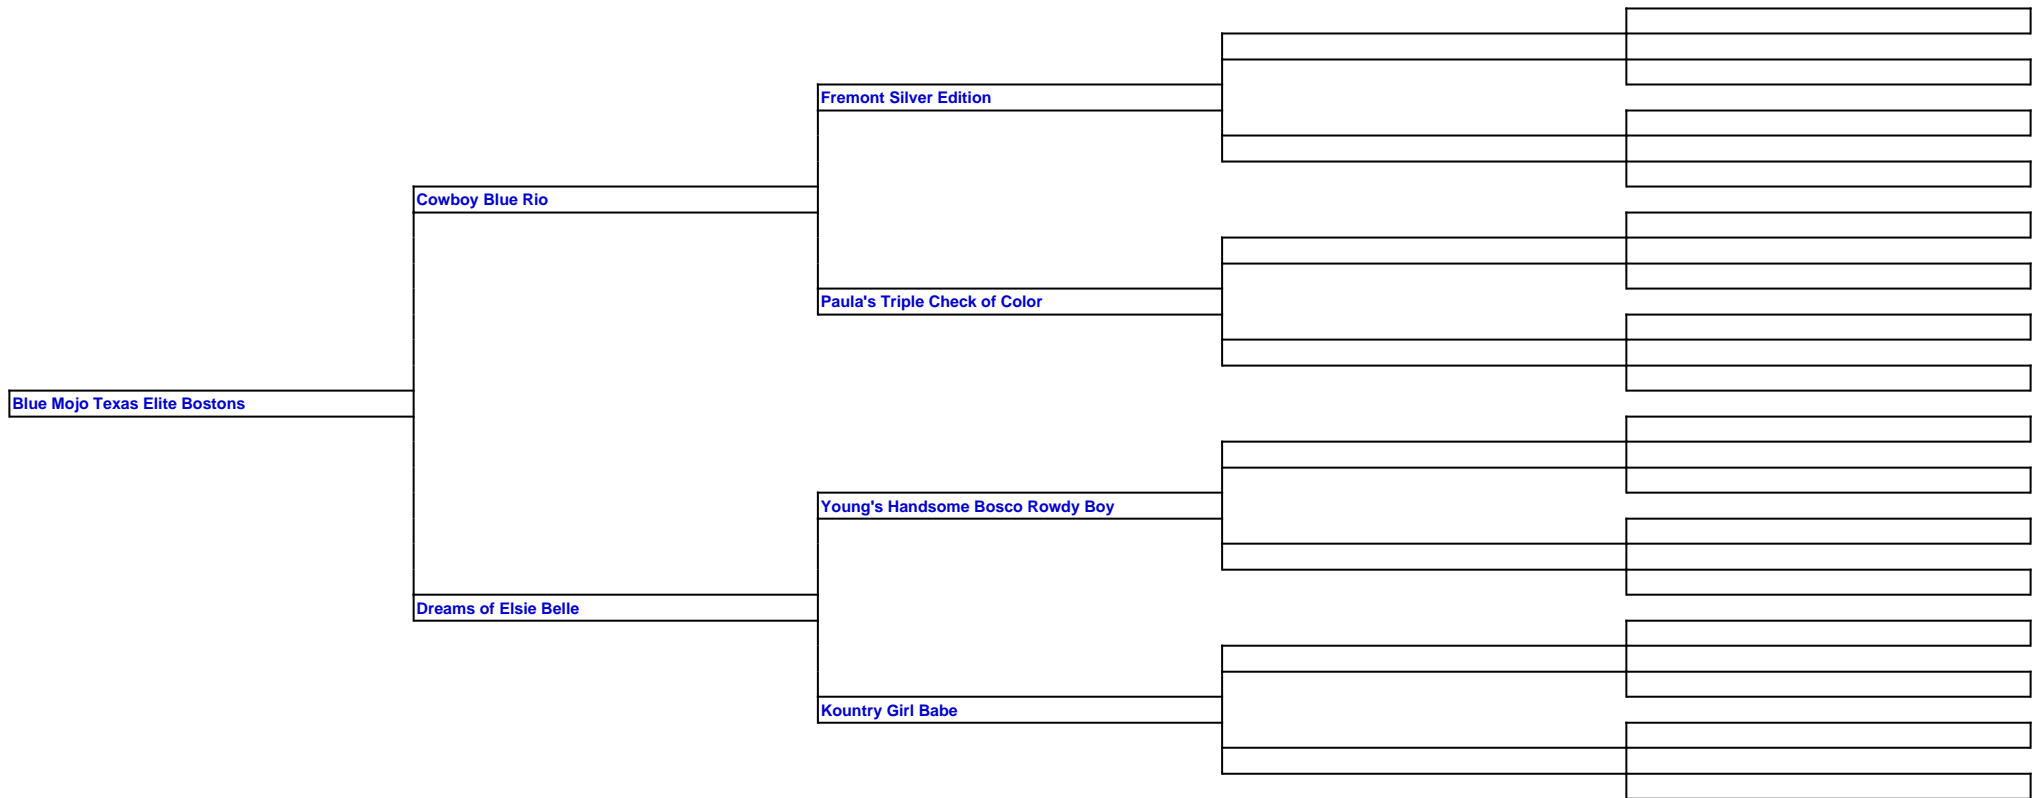 Fremont Silver Edition
Cowboy Blue Rio
Paula's Triple Check of Color
Blue Mojo Texas Elite Bostons
Young's Handsome Bosco Rowdy Boy
Dreams of Elsie Belle
Kountry Girl Babe